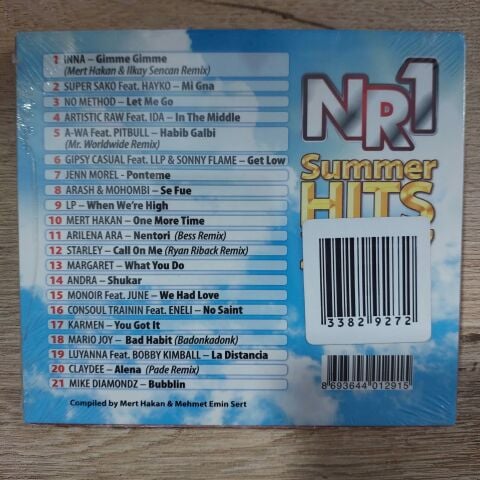 1 INNA – Gimme Gimme
(Mert Hakan & Ilkay Sencan Remix)
2 SUPER SAKO Feat. HAYKO – Mi Gna
3 NO METHOD – Let Me Go
4 ARTISTIC RAW Feat. IDA – In The Middle
5 A-WA Feat. PITBULL – Habib Galbi
(Mr. Worldwide Remix)
6 GIPSY CASUAL Feat. LLP & SONNY FLAME – Get Low
7 JENN MOREL - Ponteme
8 ARASH & MOHOMBI – Se Fue
9 LP – When We're High
10 MERT HAKAN – One More Time
11 ARILENA ARA – Nentori (Bess Remix)
12 STARLEY – Call On Me (Ryan Riback Remix)
13 MARGARET – What You Do
14 ANDRA – Shukar
15 MONOIR Feat. JUNE – We Had Love
16 CONSOUL TRAININ Feat. ENELI – No Saint
17 KARMEN – You Got It
18 MARIO JOY – Bad Habit (Badonkadonk)
19 LUYANNA Feat. BOBBY KIMBALL – La Distancia
20 CLAYDEE – Alena (Pade Remix)
21 MIKE DIAMONDZ – Bubblin
Compiled by Mert Hakan & Mehmet Emin Sert
NR1
Summer
HITS
33829272
8693644012915